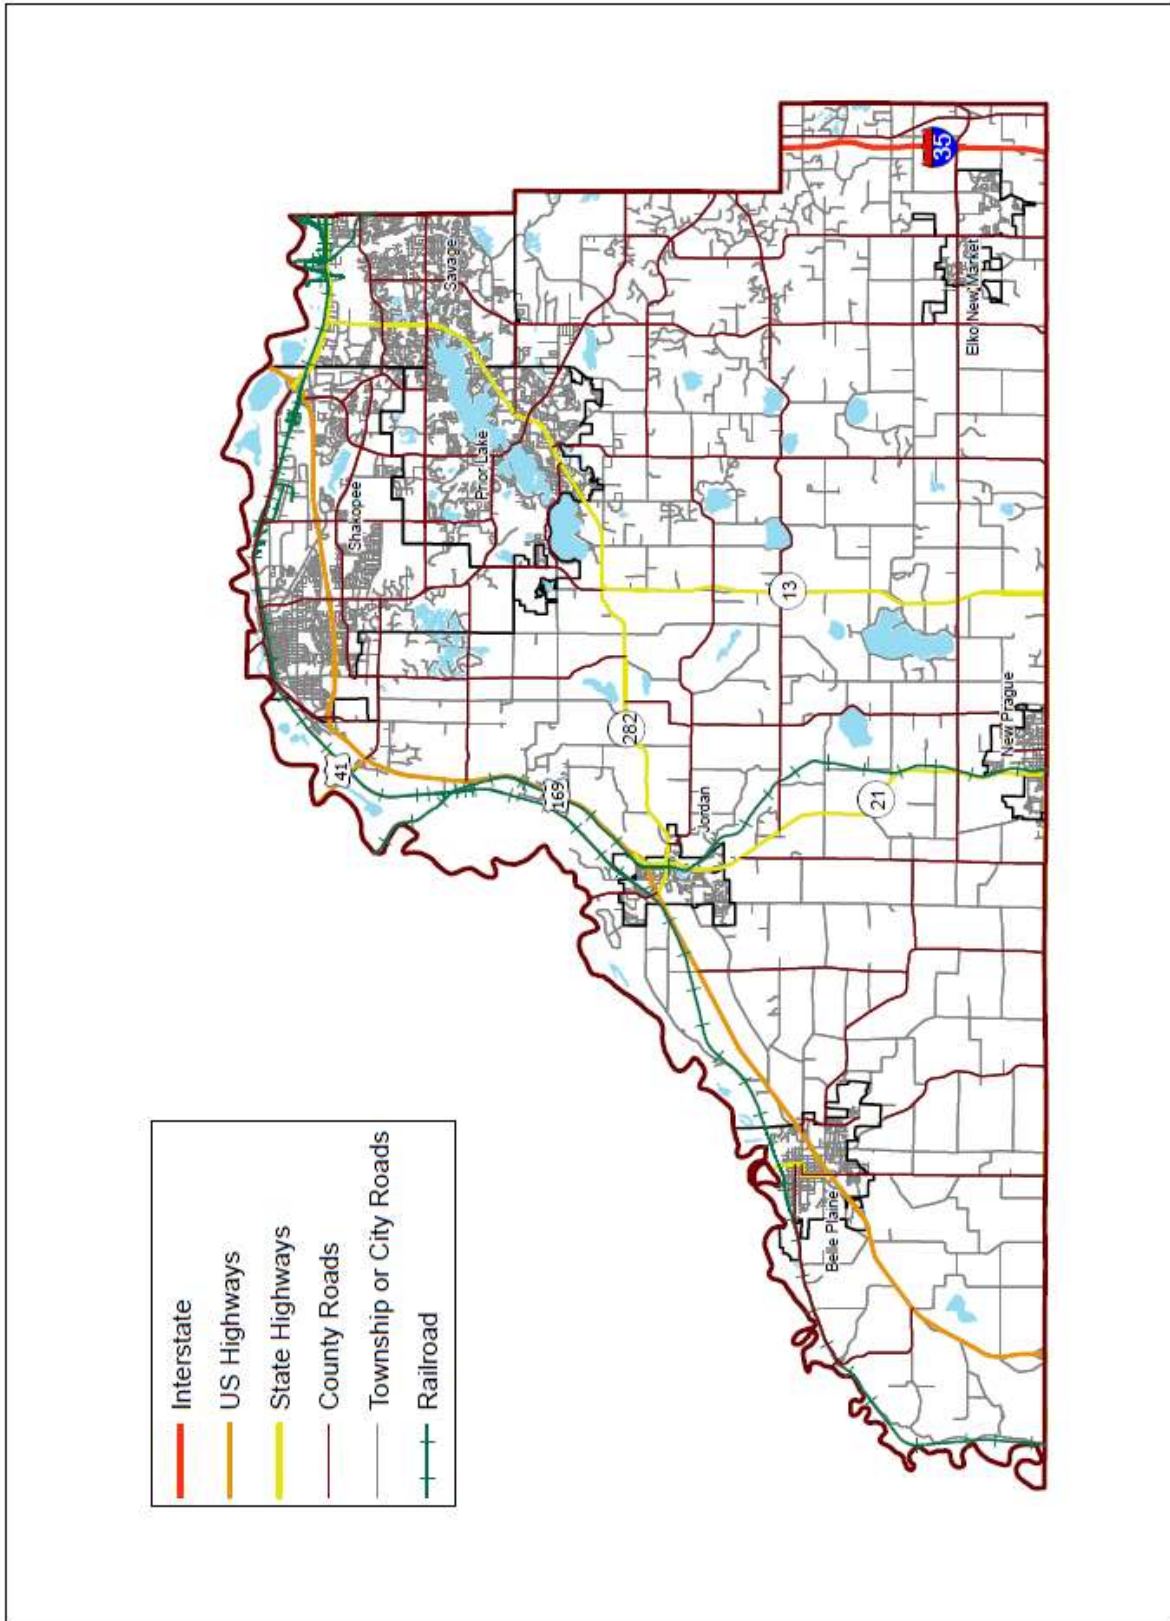 Interstate
US Highways
State Highways
County Roads
Township or City Roads
Railroad
41
169
Shakopee
Savage
Prior Lake
282
Jordan
13
21
35
Belle Plaine
New Prague
Elko New Market